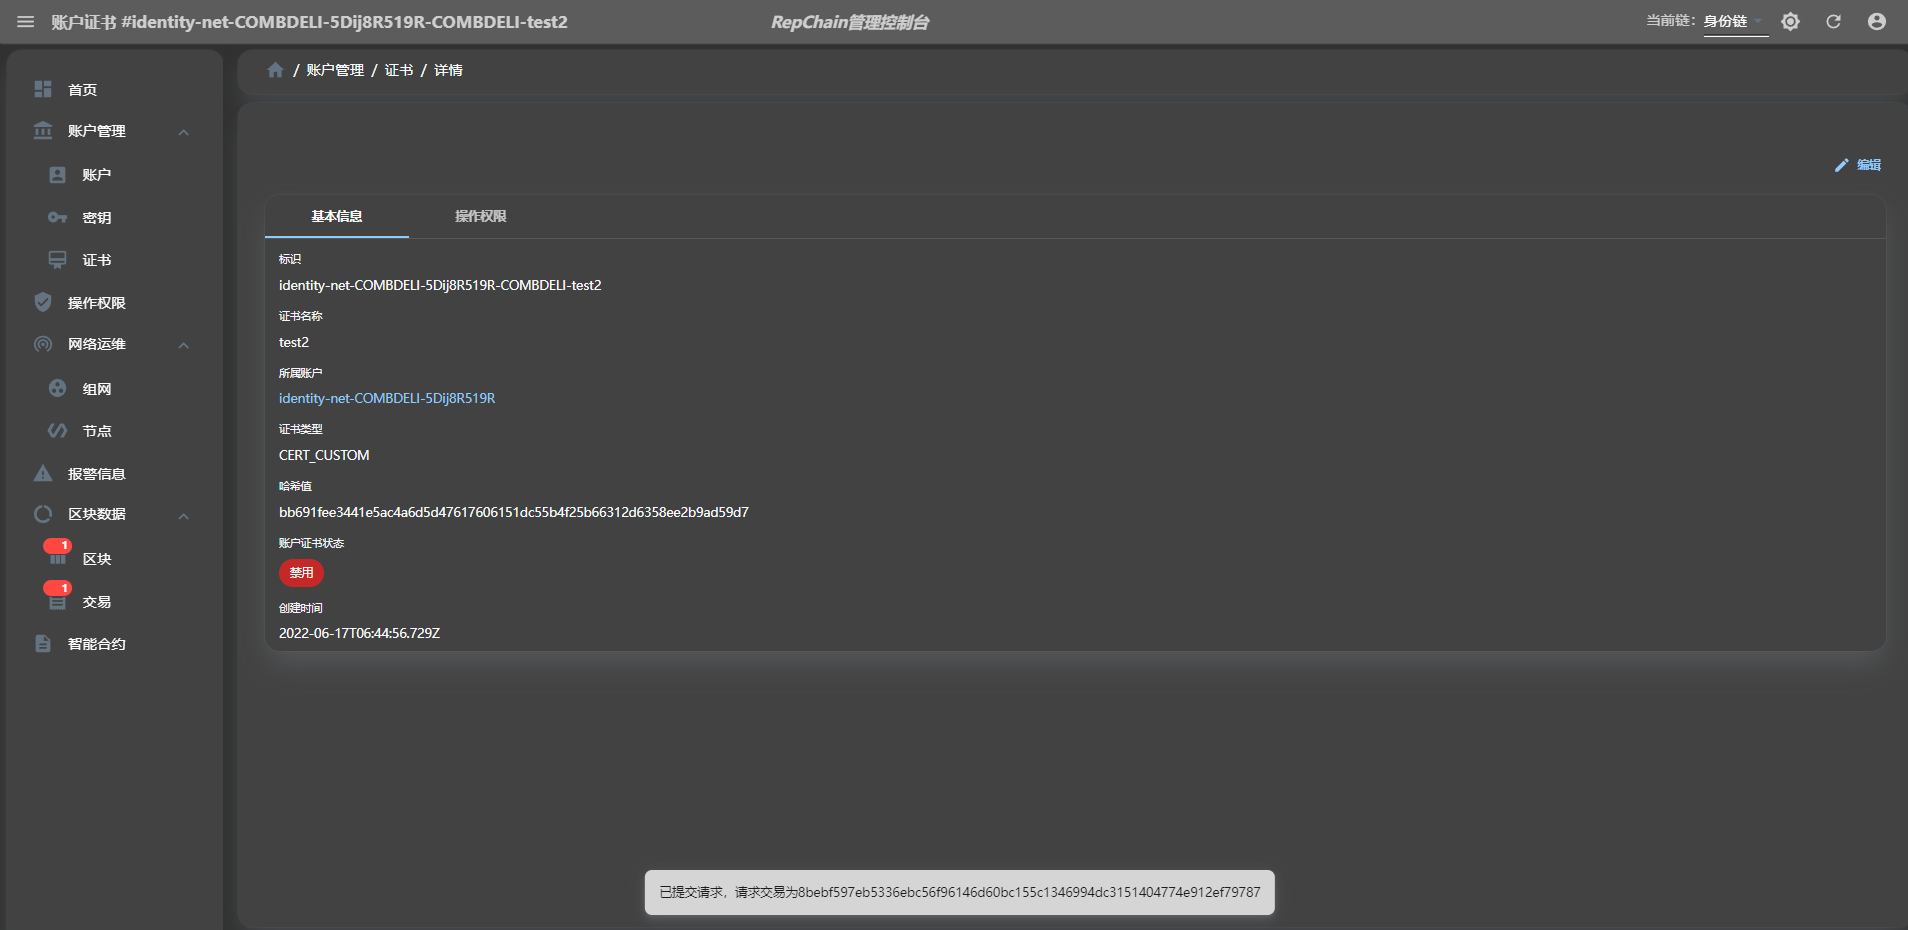 账户证书 #identity-net-COMBDELI-5Dij8R519R-COMBDELI-test2
RepChain管理控制台
当前链: 身份链
首页
账户管理
账户
密钥
证书
操作权限
网络运维
组网
节点
报警信息
区块数据
1
区块
1
交易
智能合约
/ 账户管理 / 证书 / 详情
编辑
基本信息 操作权限
标识
identity-net-COMBDELI-5Dij8R519R-COMBDELI-test2
证书名称
test2
所属账户
identity-net-COMBDELI-5Dij8R519R
证书类型
CERT_CUSTOM
哈希值
bb691fee3441e5ac4a6d5d47617606151dc55b4f25b66312d6358ee2b9ad59d7
账户证书状态
禁用
创建时间
2022-06-17T06:44:56.729Z
已提交请求，请求交易为8bebf597eb5336ebc56f96146d60bc155c1346994dc3151404774e912ef79787